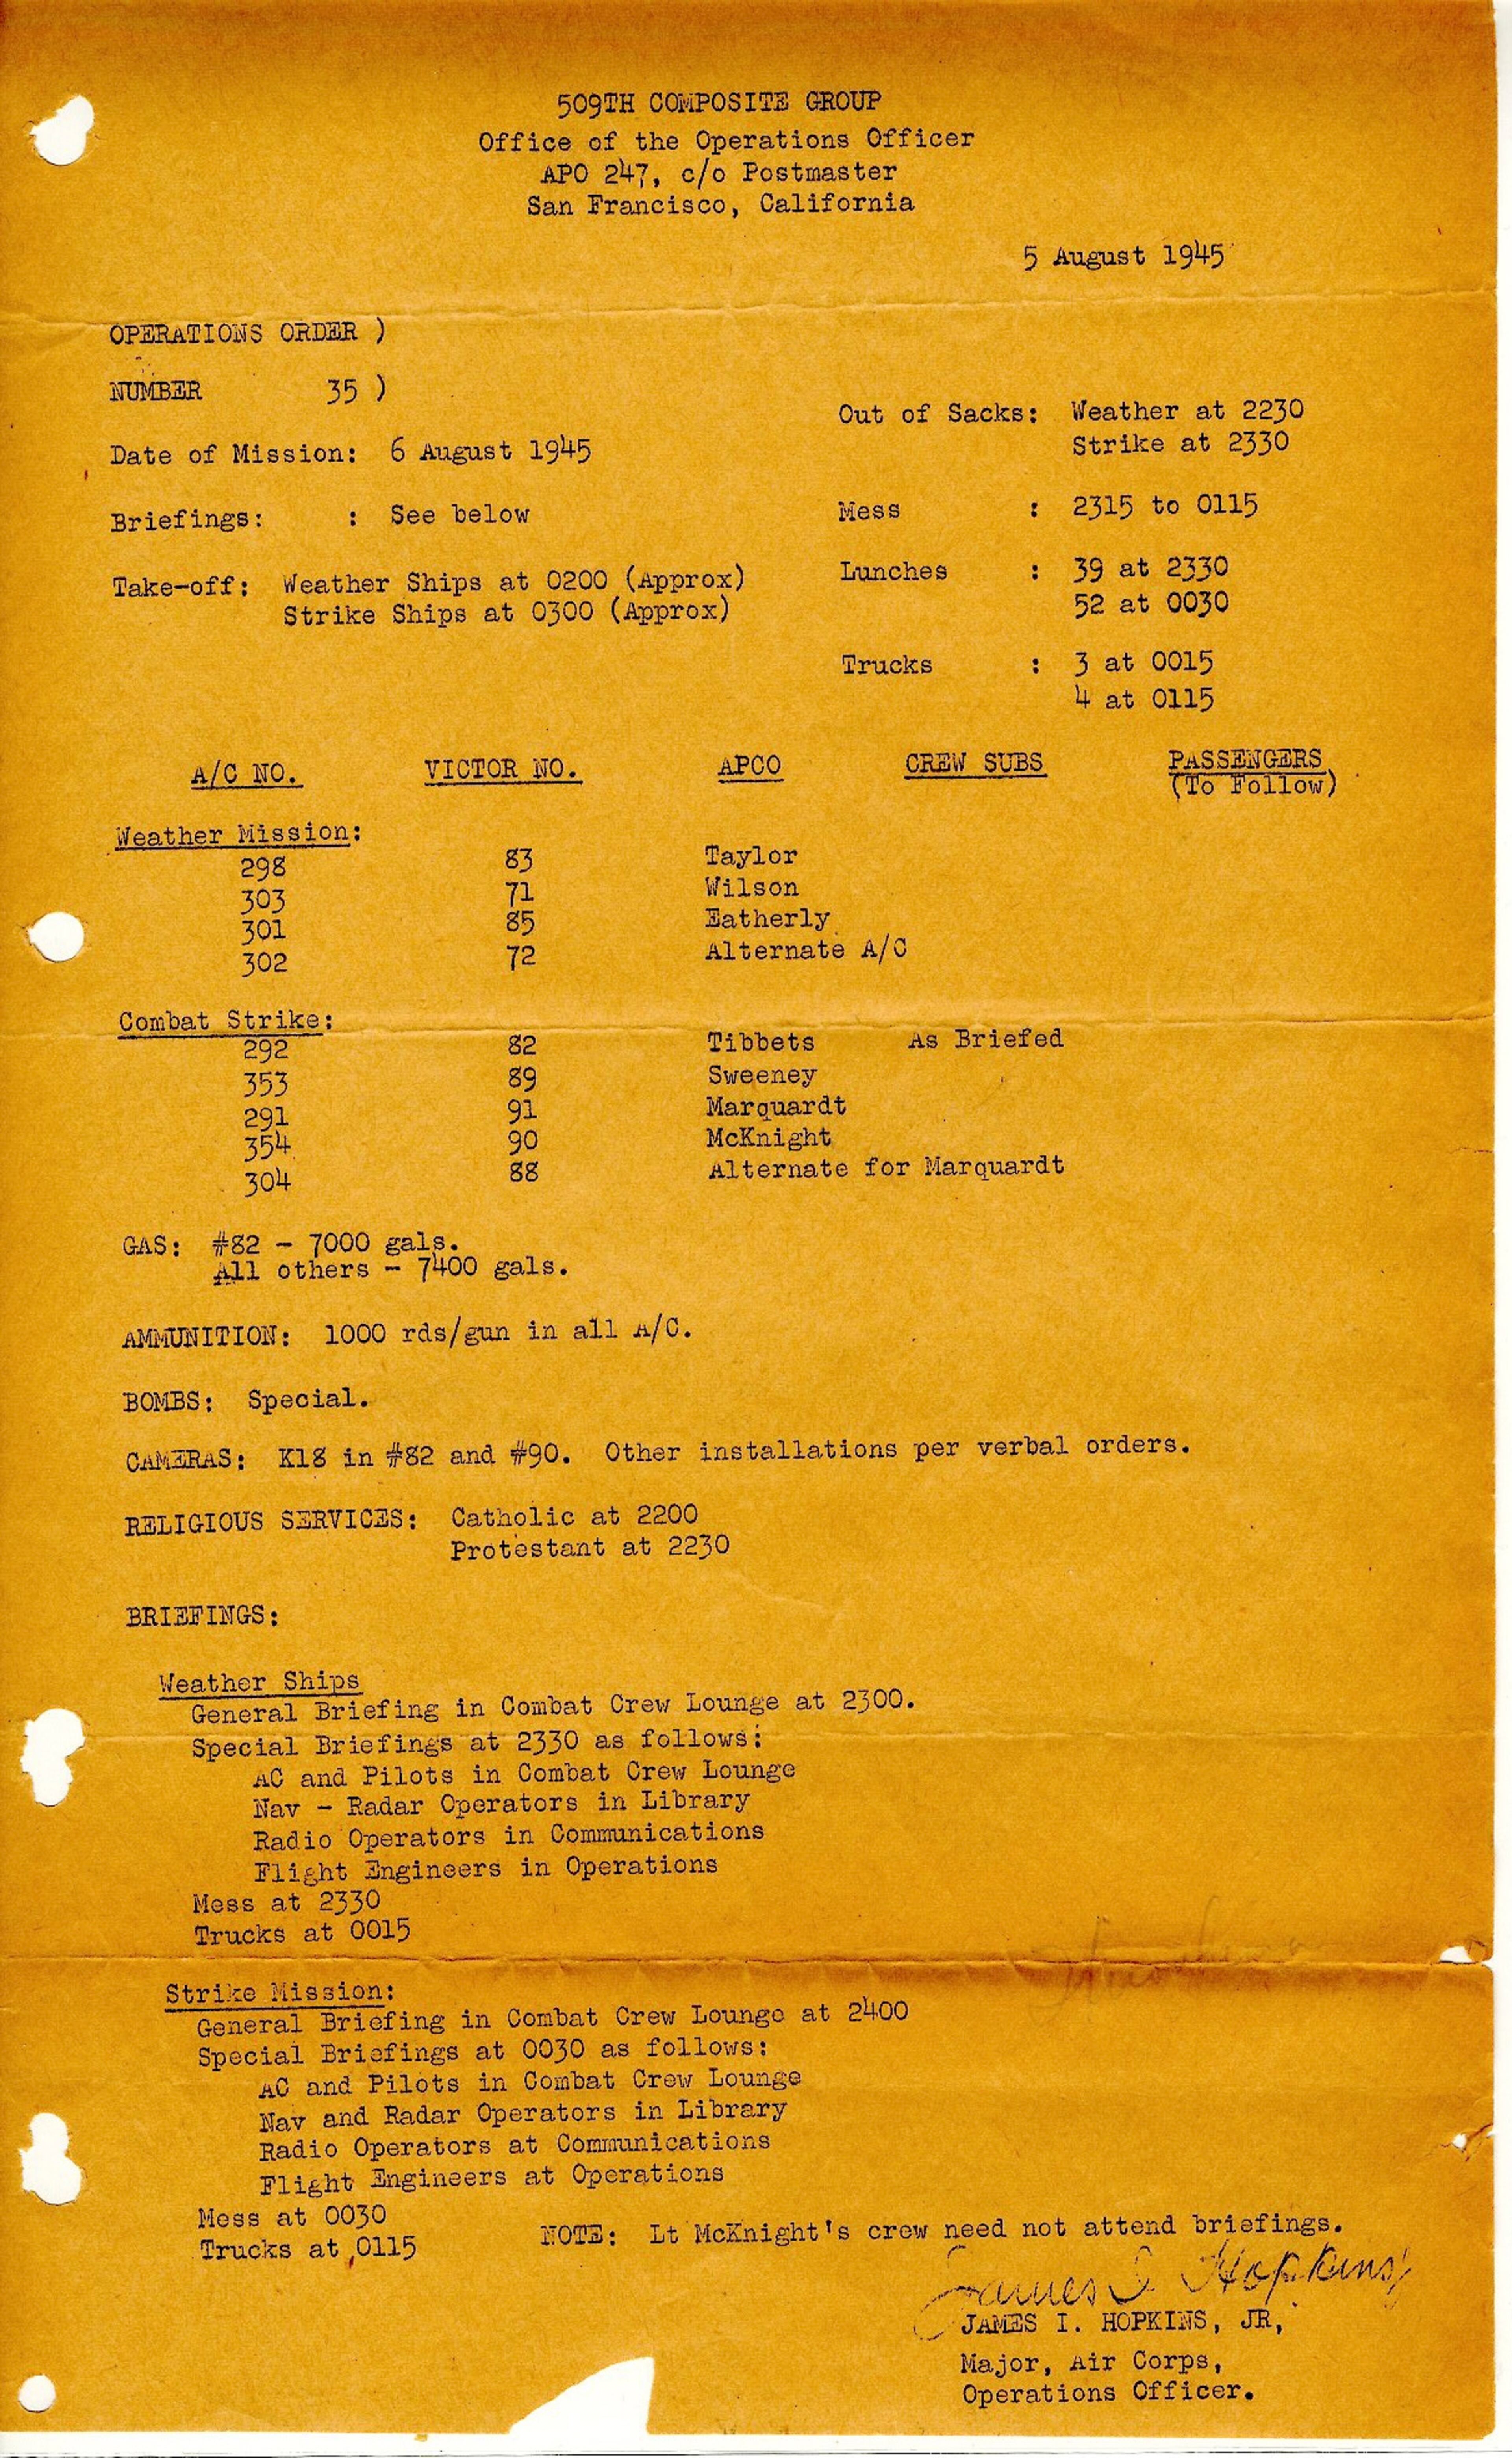 509TH COMPOSITE GROUP
Office of the Operations Officer
APO 247, c/o Postmaster
San Francisco, California
5 August 1945
OPERATIONS ORDER )
NUMBER 35 )
Date of Mission: 6 August 1945
Briefings: : See below
Take-off: Weather Ships at 0200 (Approx)
Strike Ships at 0300 (Approx)
Out of Sacks: Weather at 2230
Strike at 2330
Mess : 2315 to 0115
Lunches : 39 at 2330
52 at 0030
Trucks : 3 at 0015
4 at 0115
A/C NO. VICTOR NO. APCO CREW SUBS PASSENGERS
(To Follow)
Weather Mission:
298 83 Taylor
303 71 Wilson
301 85 Eatherly
302 72 Alternate A/C
Combat Strike:
292 82 Tibbets As Briefed
353 89 Sweeney
291 91 Marquardt
354 90 McKnight
304 88 Alternate for Marquardt
GAS: #82 - 7000 gals.
All others - 7400 gals.
AMMUNITION: 1000 rds/gun in all A/C.
BOMBS: Special.
CAMERAS: K18 in #82 and #90. Other installations per verbal orders.
RELIGIOUS SERVICES: Catholic at 2200
Protestant at 2230
BRIEFINGS:
Weather Ships
General Briefing in Combat Crew Lounge at 2300.
Special Briefings at 2330 as follows:
AC and Pilots in Combat Crew Lounge
Nav - Radar Operators in Library
Radio Operators in Communications
Flight Engineers in Operations
Mess at 2330
Trucks at 0015
Strike Mission:
General Briefing in Combat Crew Lounge at 2400
Special Briefings at 0030 as follows:
AC and Pilots in Combat Crew Lounge
Nav and Radar Operators in Library
Radio Operators at Communications
Flight Engineers at Operations
Mess at 0030
Trucks at 0115
NOTE: Lt McKnight's crew need not attend briefings.
James I Hopkins Jr
JAMES I. HOPKINS, JR,
Major, Air Corps,
Operations Officer.